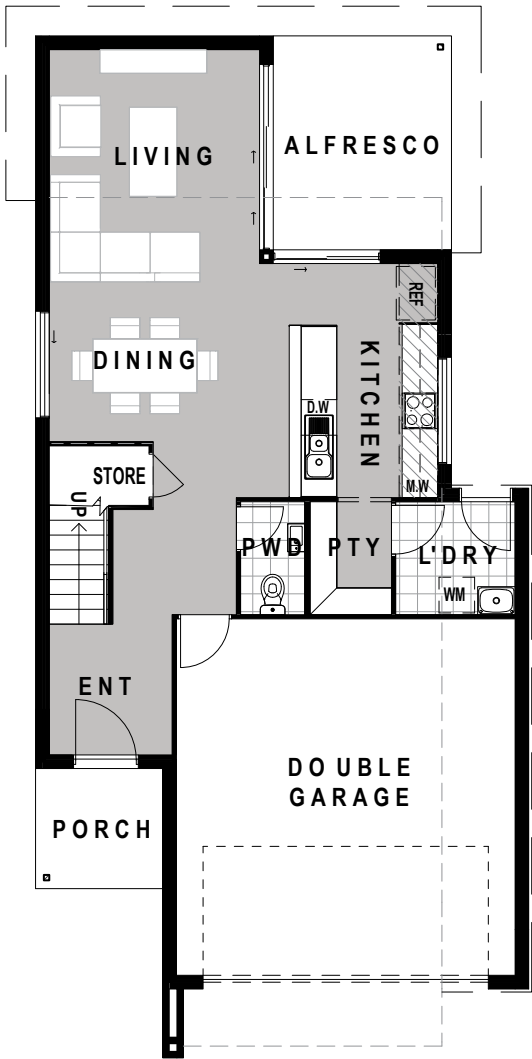 LIVING
ALFRESCO
REF
DINING
KITCHEN
D.W
STORE
M.W
UP
PWD
PTY
L'DRY
WM
ENT
DOUBLE
GARAGE
PORCH